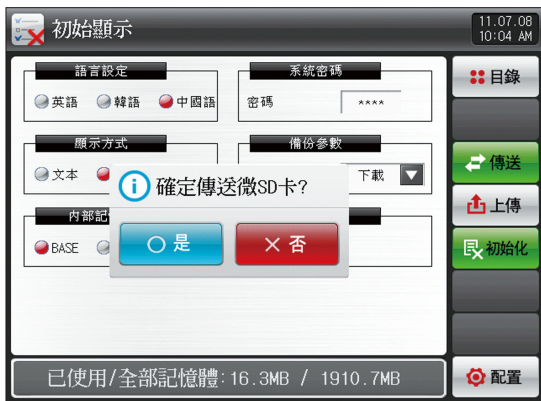 初始顯示
11.07.08
10:04 AM
語言設定
英語 韓語 中國語
系統密碼
密碼 ****
顯示方式
文本
備份參數
下載
內部記
BASE
確定傳送微SD卡?
是
否
目錄
傳送
上傳
初始化
配置
已使用/全部記憶體:16.3MB / 1910.7MB